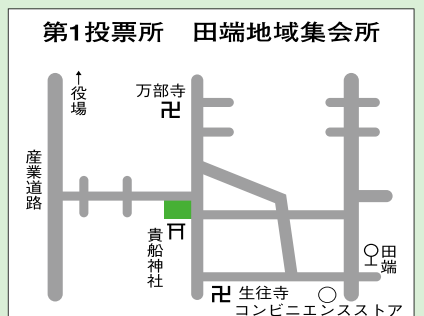 第1投票所　田端地域集会所
↑役場
万部寺
卍
産業道路
貴船神社
田端
卍 生往寺
コンビニエンスストア